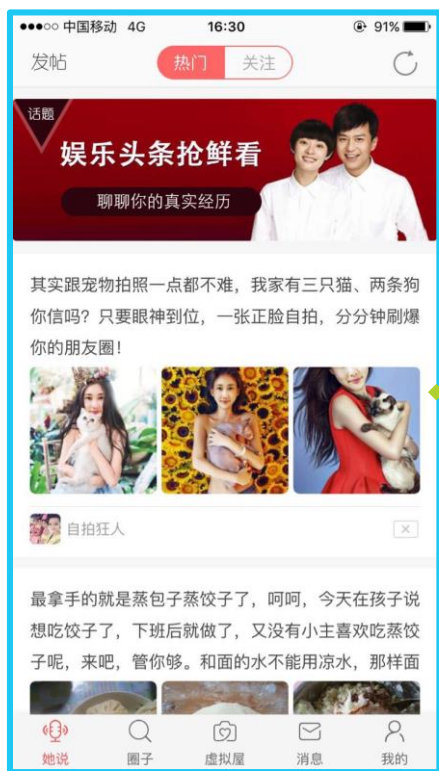 中国移动 4G 16:30 91%
发帖 热门 关注
话题
娱乐头条抢鲜看
聊聊你的真实经历
其实跟宠物拍照一点都不难，我家有三只猫、两条狗
你信吗？只要眼神到位，一张正脸自拍，分分钟刷爆
你的朋友圈！
自拍狂人
最拿手的就是蒸包子蒸饺子了，呵呵，今天在孩子说
想吃饺子了，下班后就做了，又没有小主喜欢吃蒸饺
子呢，来吧，管你够。和面的水不能用凉水，那样面
她说 圈子 虚拟屋 消息 我的